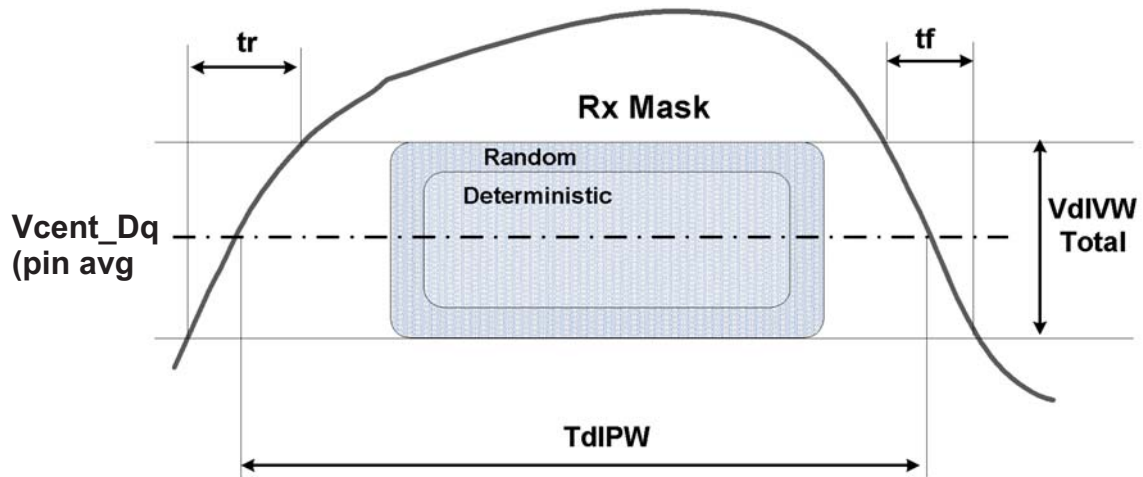 tr
tf
Rx Mask
Random
Deterministic
Vcent_Dq
(pin avg
VdIVW
Total
TdIPW